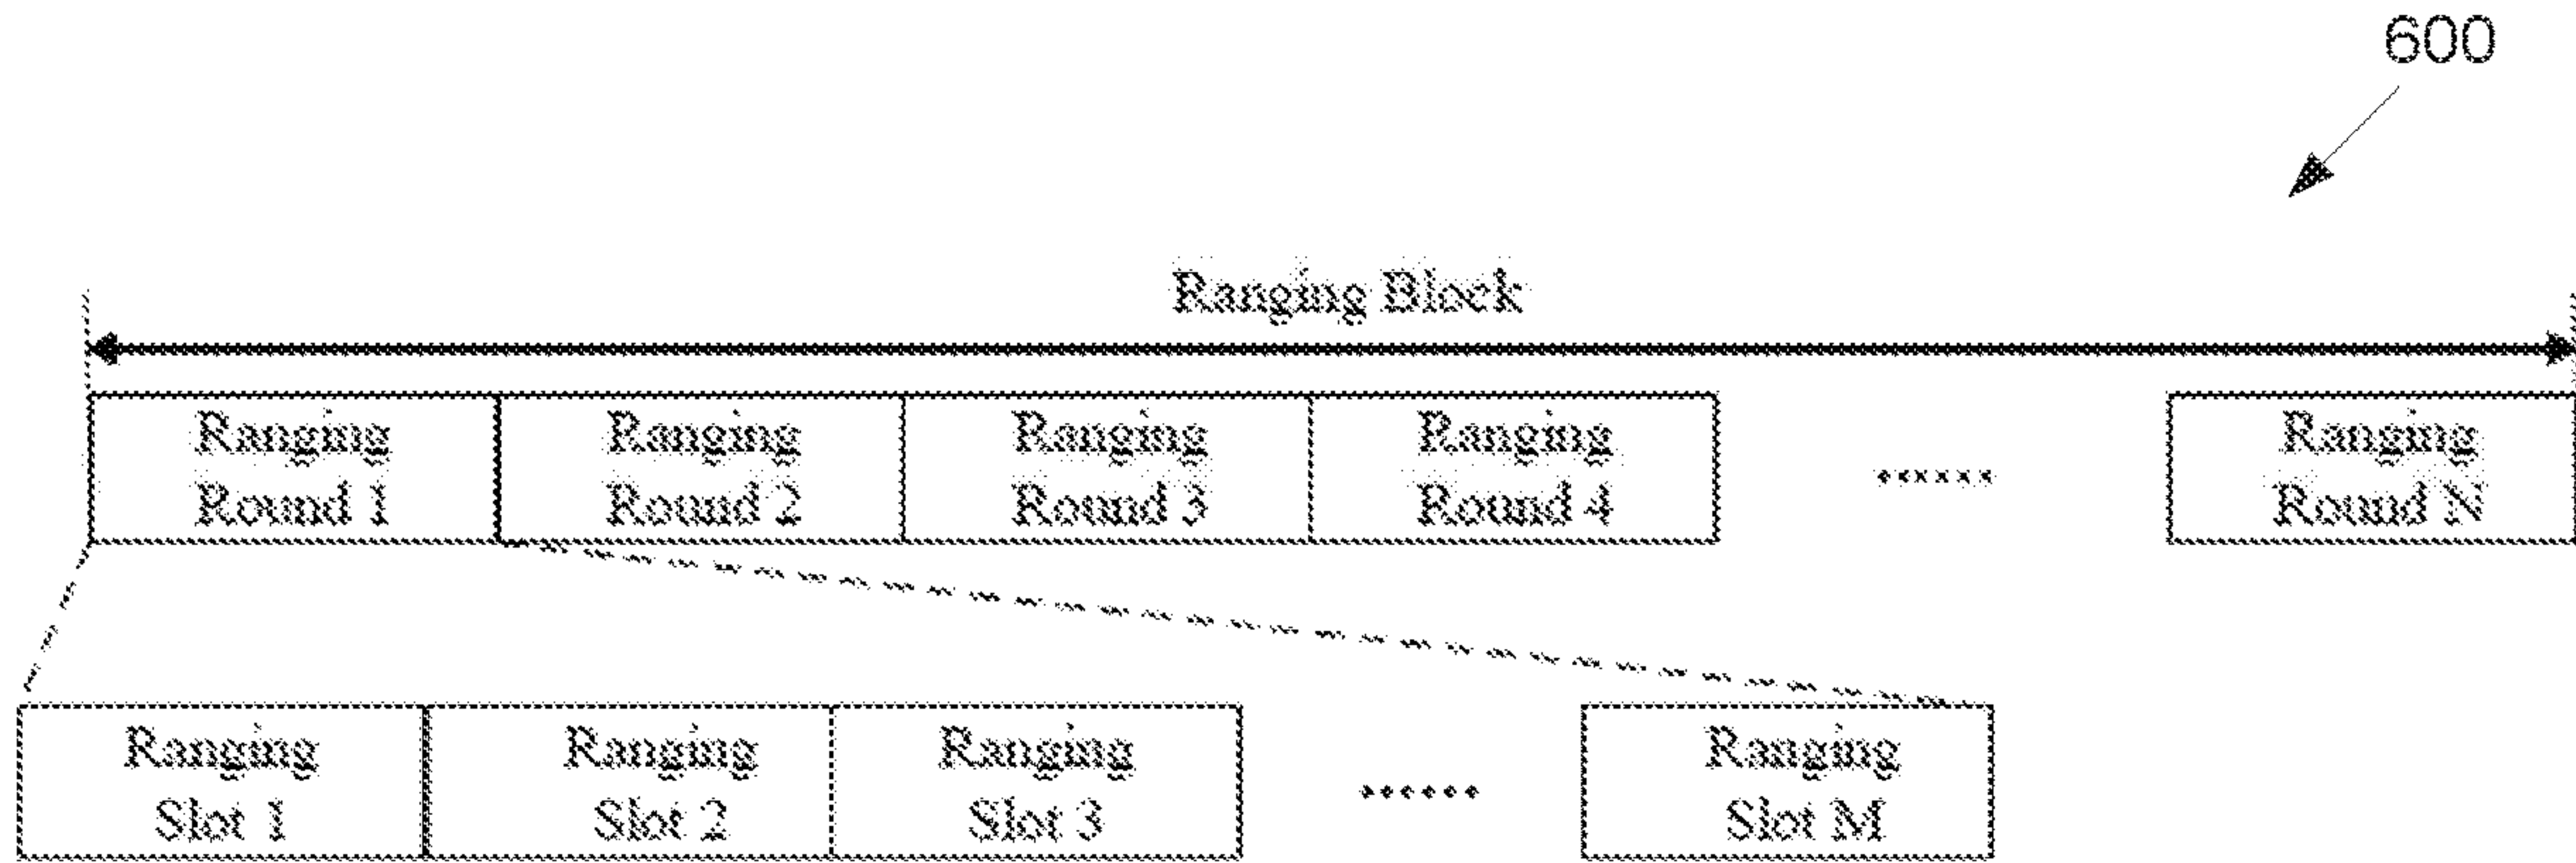 600
Ranging Block
Ranging
Round 1
Ranging
Round 2
Ranging
Round 3
Ranging
Round 4
......
Ranging
Round N
Ranging
Slot 1
Ranging
Slot 2
Ranging
Slot 3
......
Ranging
Slot M